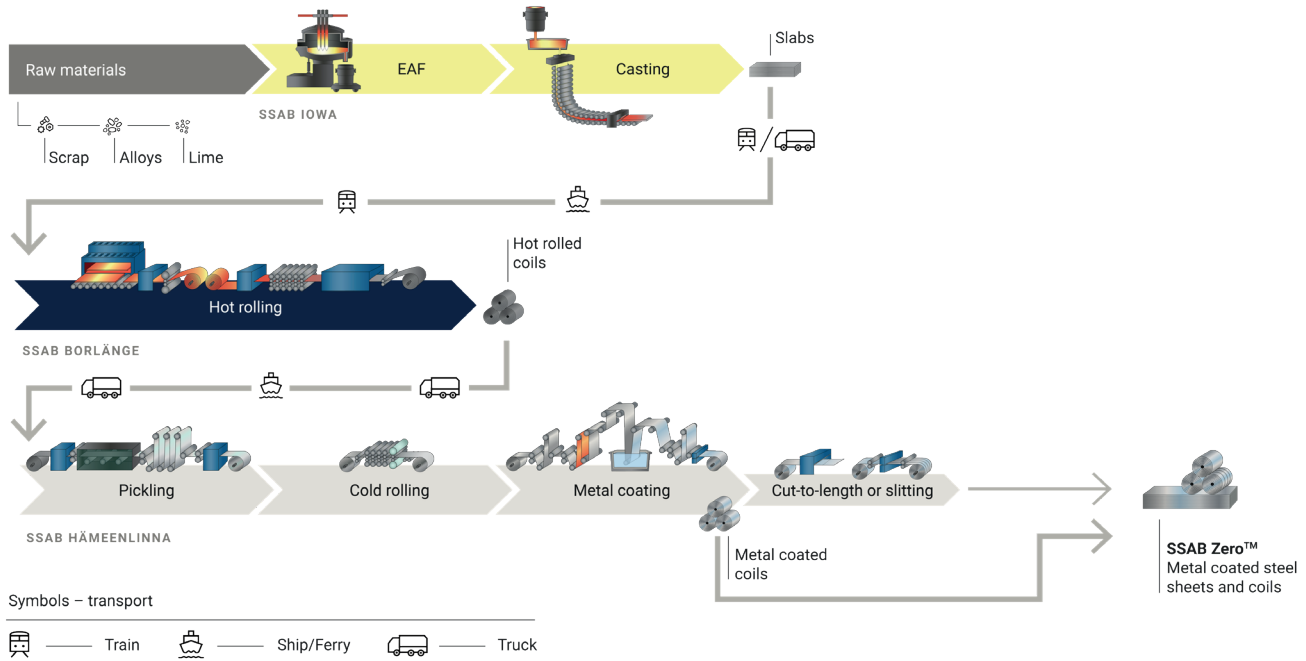 Slabs
Raw materials
EAF
Casting
SSAB IOWA
Scrap
Alloys
Lime
Hot rolled
coils
Hot rolling
SSAB BORLÄNGE
Pickling
Cold rolling
Metal coating
Cut-to-length or slitting
SSAB HÄMEENLINNA
Metal coated
coils
SSAB Zero™
Metal coated steel
sheets and coils
Symbols – transport
Train
Ship/Ferry
Truck